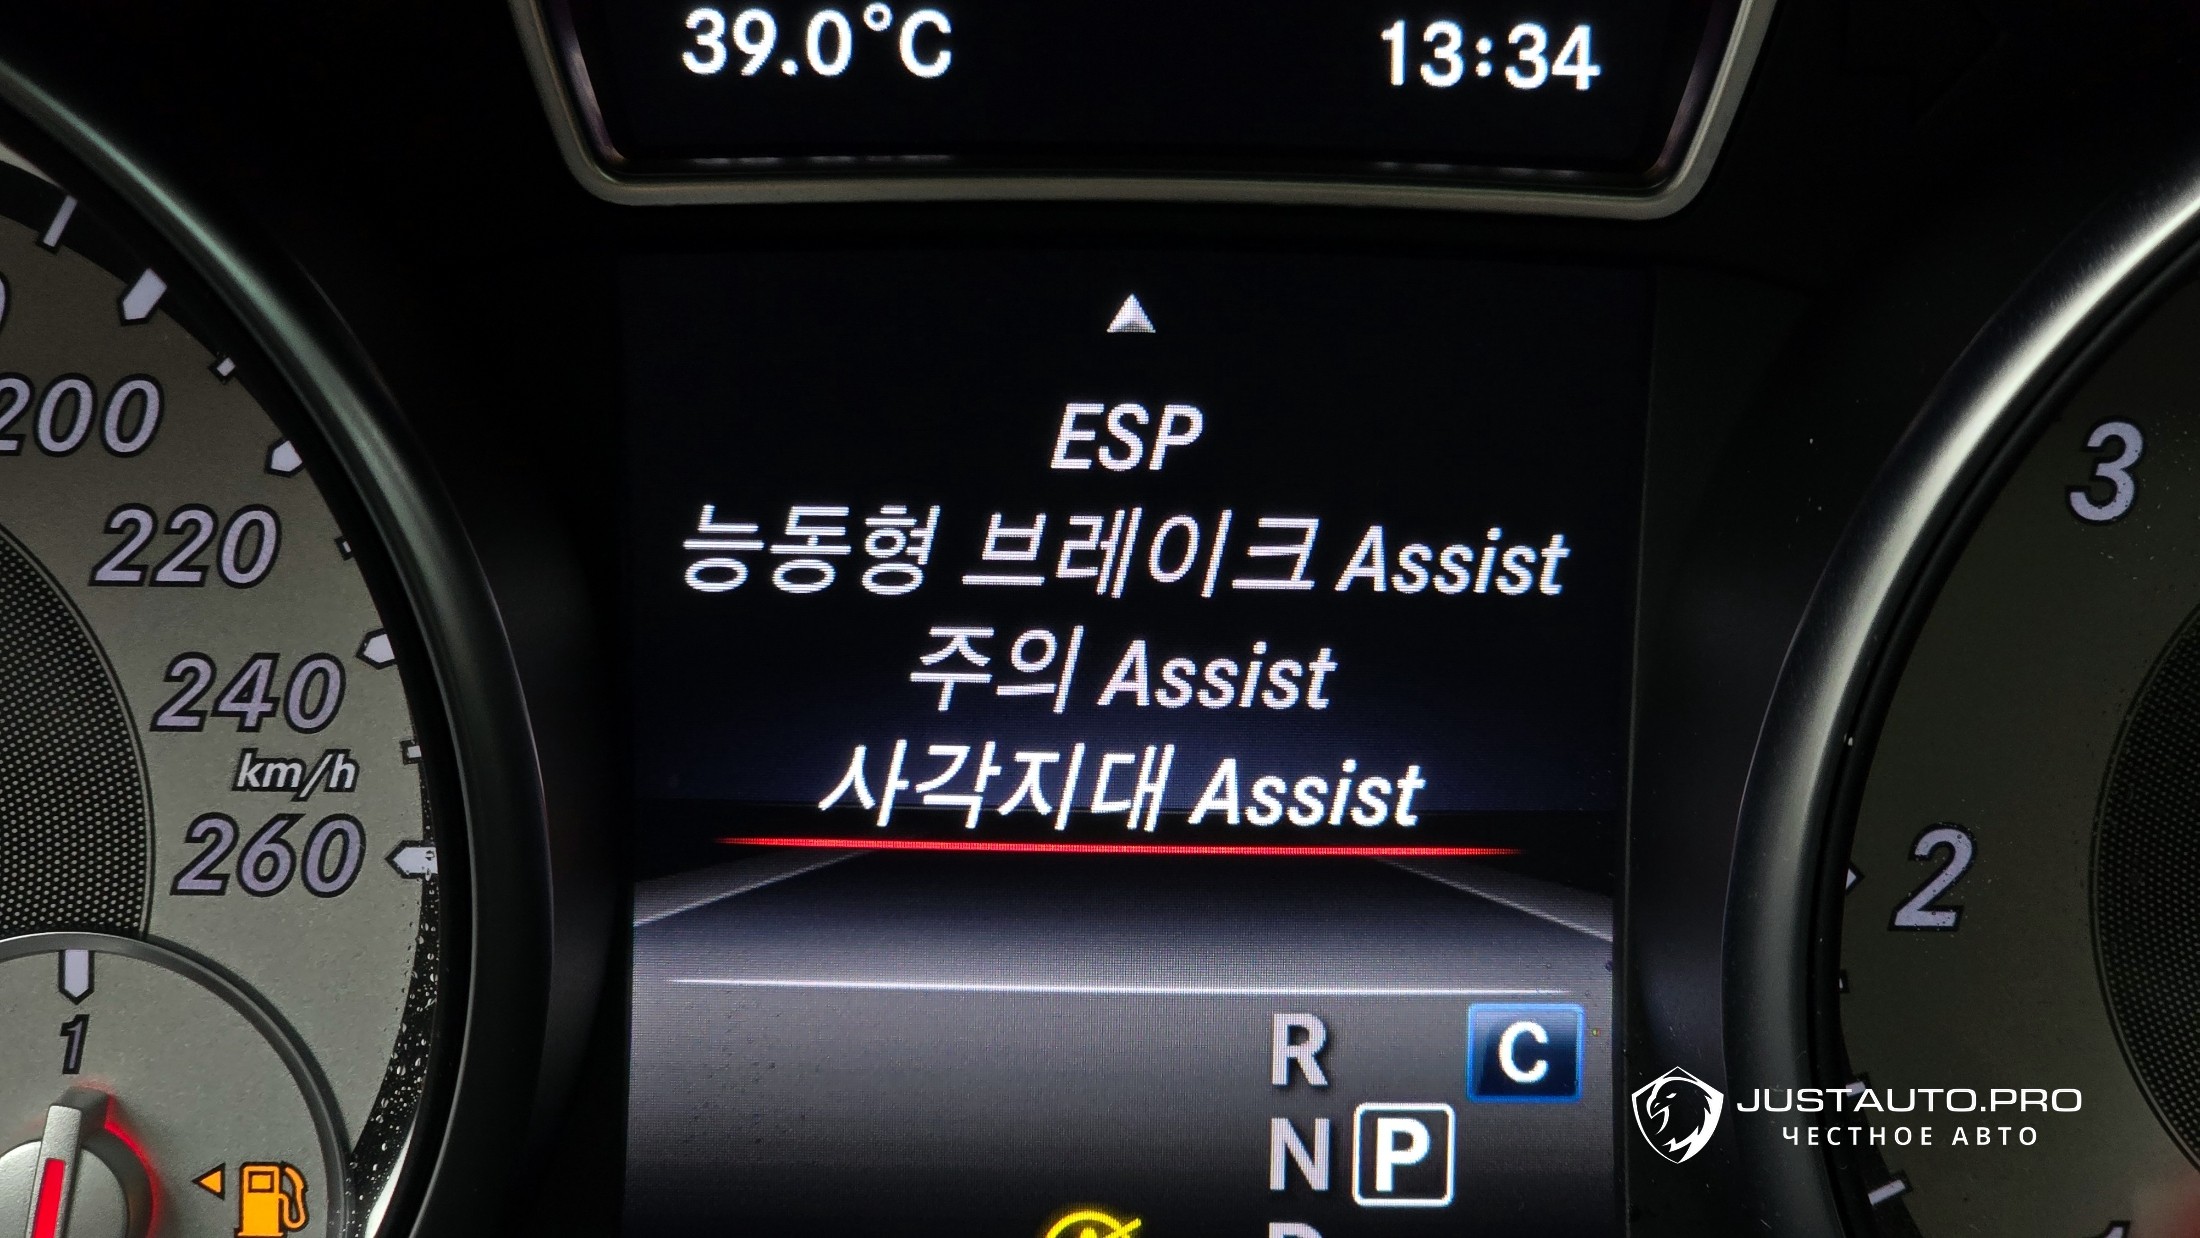 39.0°C
13:34
ESP
능동형 브레이크 Assist
주의 Assist
사각지대 Assist
200
220
240
km/h
260
1
3
2
R
C
N
P
JUSTAUTO.PRO
ЧЕСТНОЕ АВТО